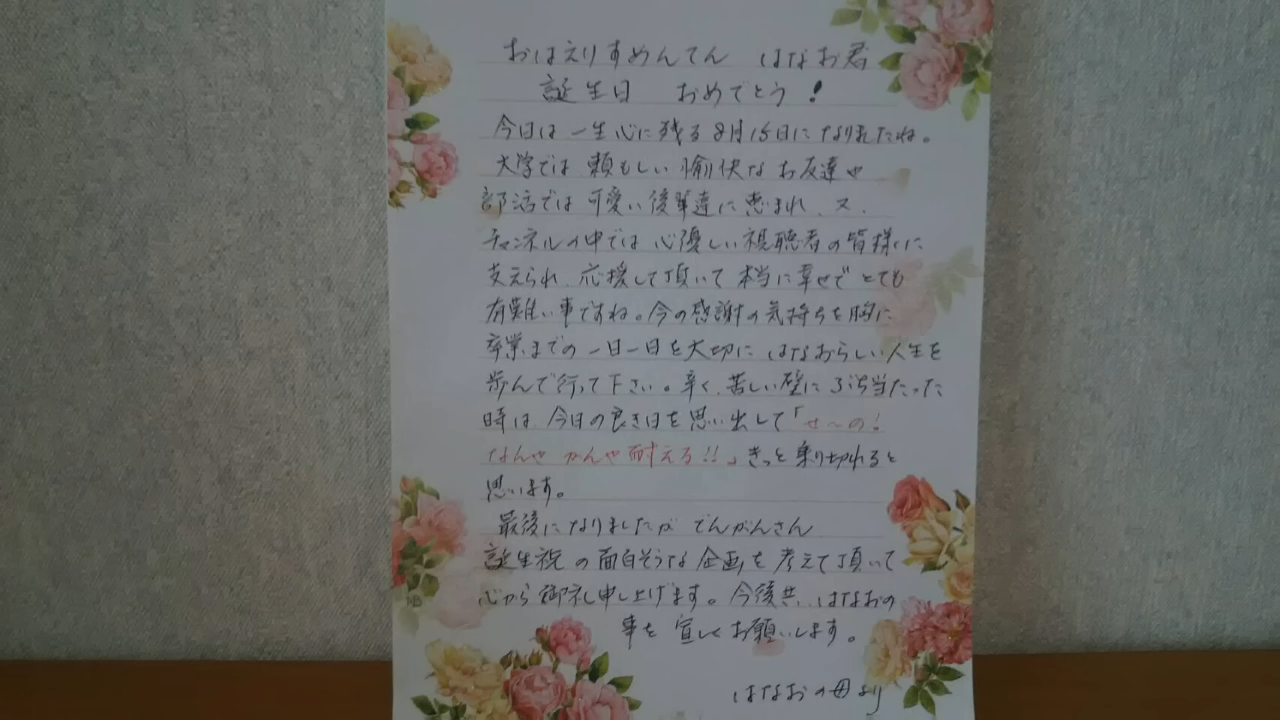 おはえりすめんてん はなお君
誕生日 おめでとう!
今日は一生心に残る8月15日になりましたね。
大学では頼もしい愉快なお友達や
部活では可愛い後輩達に恵まれ、又、
チャンネルの中では心優しい視聴者の皆様に
支えられ、応援して頂いて本当に幸せでとても
有難い事ですね。今の感謝の気持ちを胸に
卒業までの一日一日を大切にはなおらしい人生を
歩んで行って下さい。辛く、苦しい壁にぶち当たった
時は、今日の良き日を思い出して「せ〜の!
なんや かんや耐える!!」きっと乗り切れると
思います。
最後になりましたが でんがんさん
誕生祝の面白そうな企画を考えて頂いて
心から御礼申し上げます。今後共、はなおの
事を宜しくお願いします。
はなおの母より